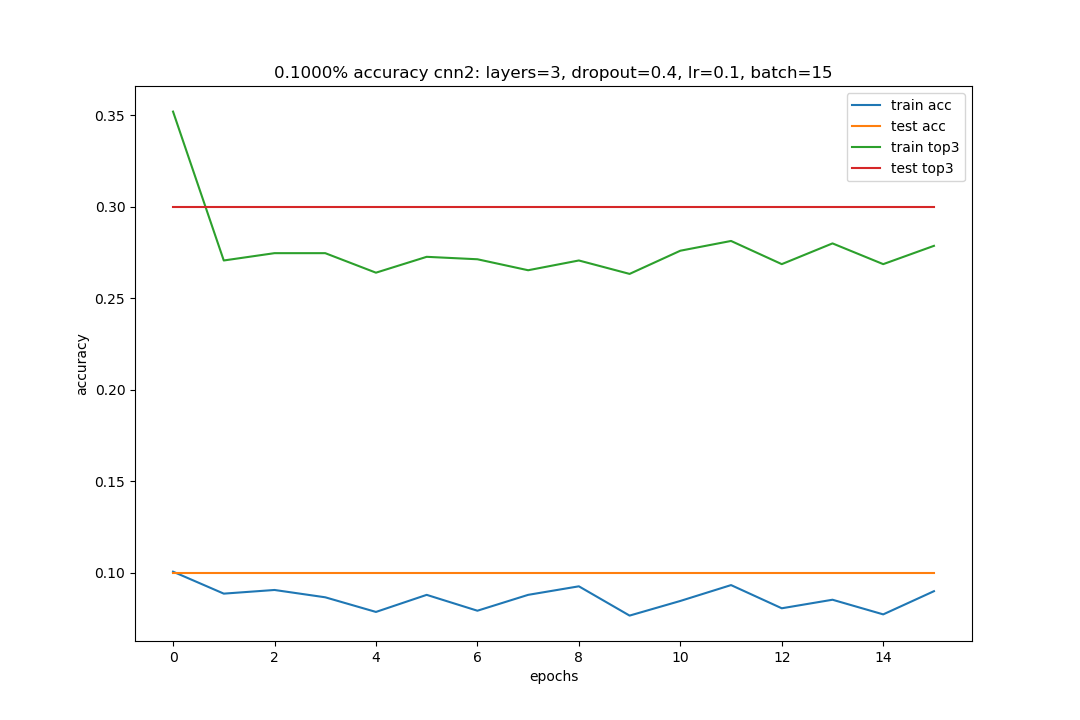 0.1000% accuracy cnn2: layers=3, dropout=0.4, lr=0.1, batch=15
train acc
test acc
train top3
test top3
0.35
0.30
0.25
0.20
0.15
0.10
accuracy
0 2 4 6 8 10 12 14
epochs